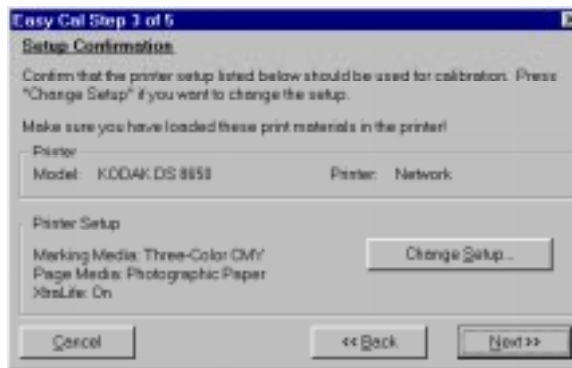 Easy Cal Step 3 of 5
Setup Confirmation
Confirm that the printer setup listed below should be used for calibration. Press
"Change Setup" if you want to change the setup.
Make sure you have loaded these print materials in the printer!
Printer
Model: KODAK DS 8650 Printer: Network
Printer Setup
Marking Media: Three-Color CMY
Page Media: Photographic Paper
XtraLife: On
Change Setup...
Cancel
<< Back
Next >>